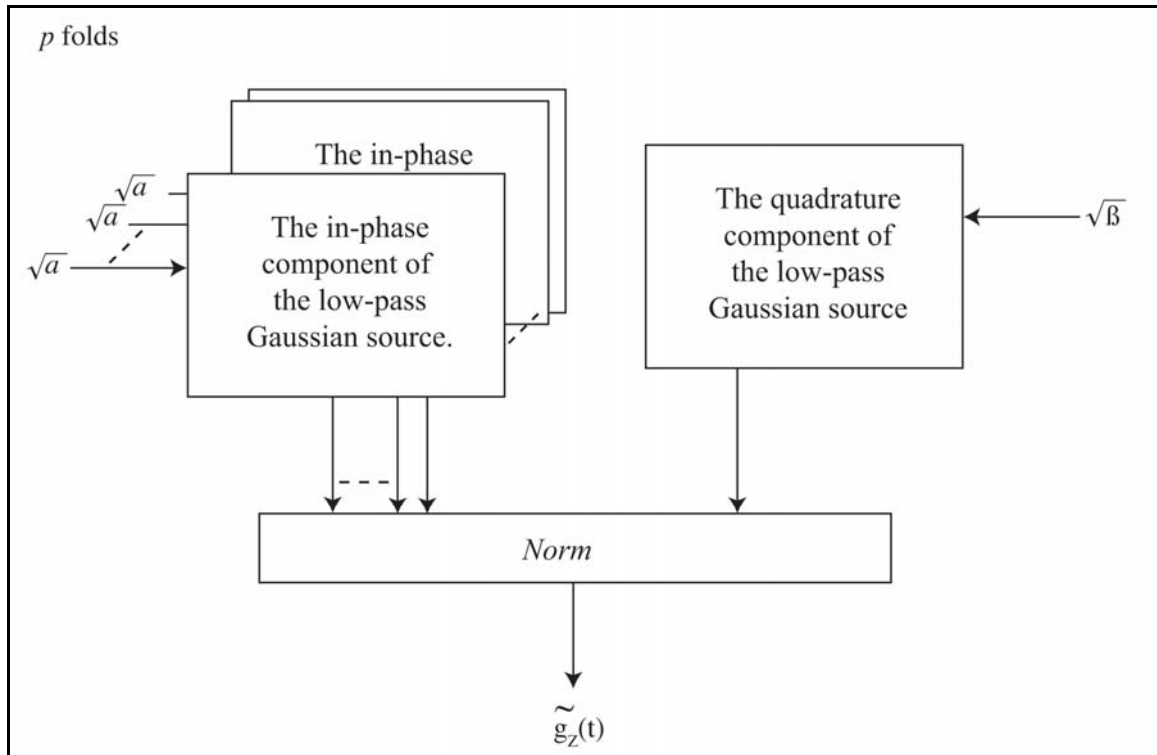 p folds
The in-phase
√a
√a
√a
The in-phase
component of
the low-pass
Gaussian source.
The quadrature
component of
the low-pass
Gaussian source
√ß
Norm
g̃z(t)